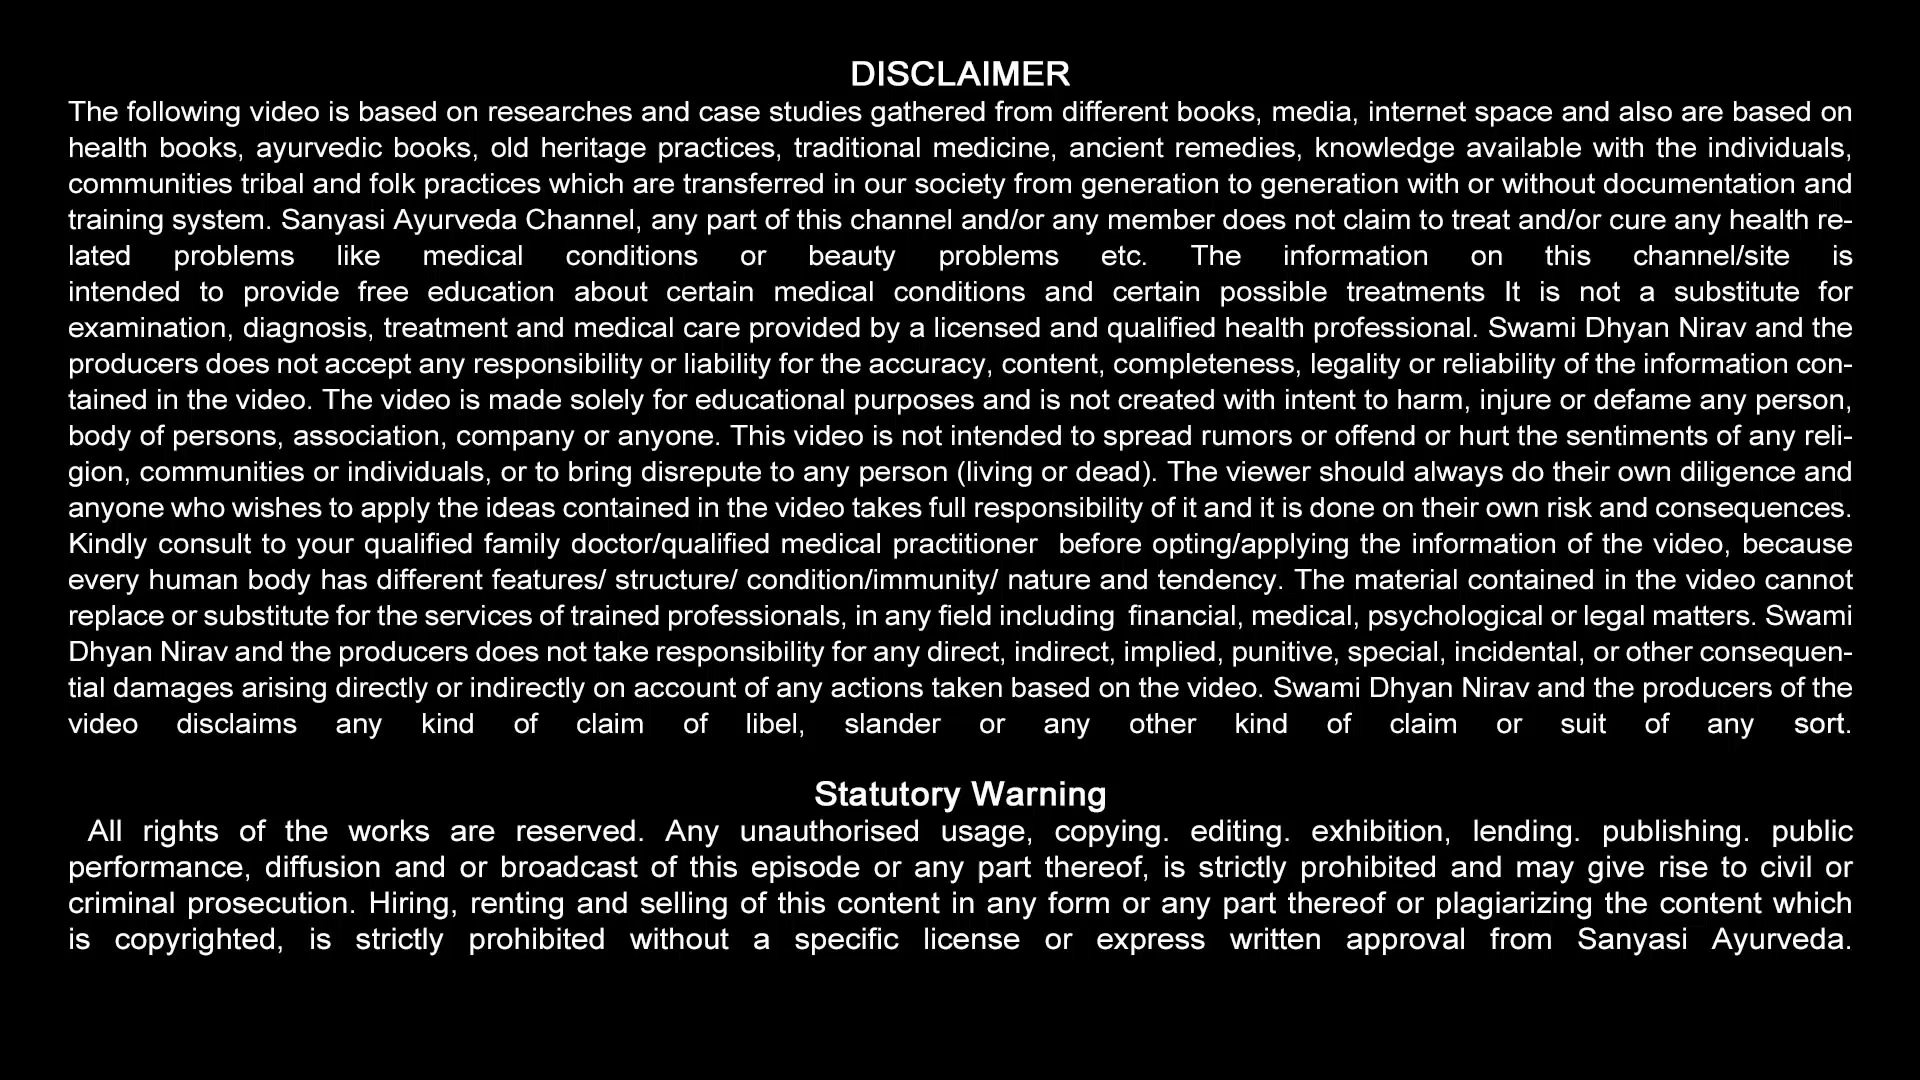 DISCLAIMER
The following video is based on researches and case studies gathered from different books, media, internet space and also are based on
health books, ayurvedic books, old heritage practices, traditional medicine, ancient remedies, knowledge available with the individuals,
communities tribal and folk practices which are transferred in our society from generation to generation with or without documentation and
training system. Sanyasi Ayurveda Channel, any part of this channel and/or any member does not claim to treat and/or cure any health re-
lated problems like medical conditions or beauty problems etc. The information on this channel/site is
intended to provide free education about certain medical conditions and certain possible treatments It is not a substitute for
examination, diagnosis, treatment and medical care provided by a licensed and qualified health professional. Swami Dhyan Nirav and the
producers does not accept any responsibility or liability for the accuracy, content, completeness, legality or reliability of the information con-
tained in the video. The video is made solely for educational purposes and is not created with intent to harm, injure or defame any person,
body of persons, association, company or anyone. This video is not intended to spread rumors or offend or hurt the sentiments of any reli-
gion, communities or individuals, or to bring disrepute to any person (living or dead). The viewer should always do their own diligence and
anyone who wishes to apply the ideas contained in the video takes full responsibility of it and it is done on their own risk and consequences.
Kindly consult to your qualified family doctor/qualified medical practitioner before opting/applying the information of the video, because
every human body has different features/ structure/ condition/immunity/ nature and tendency. The material contained in the video cannot
replace or substitute for the services of trained professionals, in any field including financial, medical, psychological or legal matters. Swami
Dhyan Nirav and the producers does not take responsibility for any direct, indirect, implied, punitive, special, incidental, or other consequen-
tial damages arising directly or indirectly on account of any actions taken based on the video. Swami Dhyan Nirav and the producers of the
video disclaims any kind of claim of libel, slander or any other kind of claim or suit of any sort.
Statutory Warning
All rights of the works are reserved. Any unauthorised usage, copying. editing. exhibition, lending. publishing. public
performance, diffusion and or broadcast of this episode or any part thereof, is strictly prohibited and may give rise to civil or
criminal prosecution. Hiring, renting and selling of this content in any form or any part thereof or plagiarizing the content which
is copyrighted, is strictly prohibited without a specific license or express written approval from Sanyasi Ayurveda.